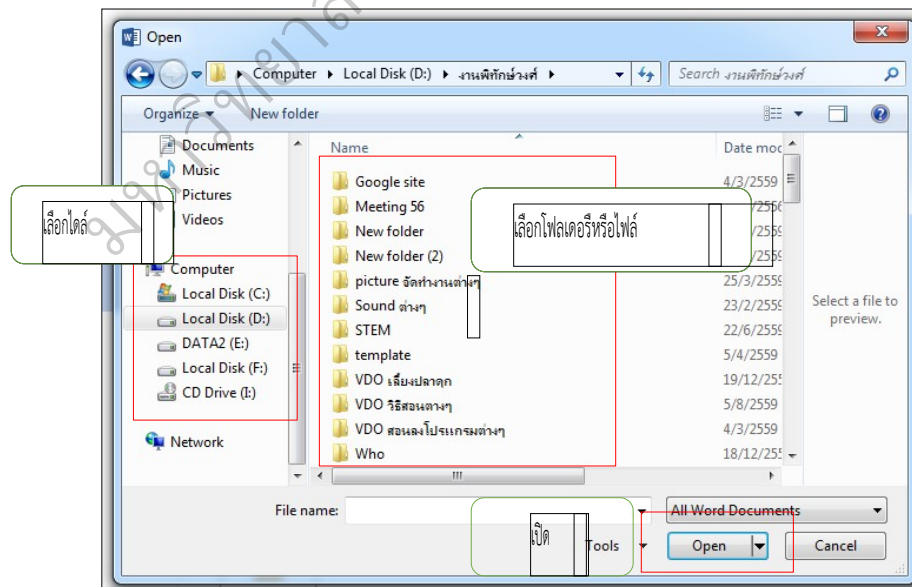 Open
Computer ▸ Local Disk (D:) ▸ งานพิทักษ์วงศ์ ▸
Search งานพิทักษ์วงศ์
Organize New folder
Documents
Music
Pictures
Videos
Computer
Local Disk (C:)
Local Disk (D:)
DATA2 (E:)
Local Disk (F:)
CD Drive (I:)
Network
เลือกไดล์
Name Date mod
Google site 4/3/2559
Meeting 56
New folder
New folder (2)
picture จัดทำงานต่างๆ 25/3/2559
Sound ต่างๆ 23/2/2559
STEM 22/6/2559
template 5/4/2559
VDO เลี้ยงปลาดุก 19/12/255
VDO วิธีสอนต่างๆ 5/8/2559
VDO สอนลงโปรแกรมต่างๆ 4/3/2559
Who 18/12/255
เลือกโฟลเดอร์หรือไฟล์
Select a file to
preview.
File name: All Word Documents
เปิด
Tools Open Cancel